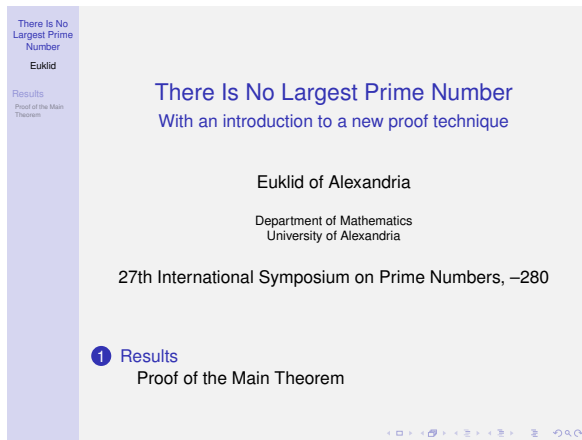 There Is No
Largest Prime
Number
Euklid
Results
Proof of the Main
Theorem
There Is No Largest Prime Number
With an introduction to a new proof technique
Euklid of Alexandria
Department of Mathematics
University of Alexandria
27th International Symposium on Prime Numbers, –280
1 Results
Proof of the Main Theorem